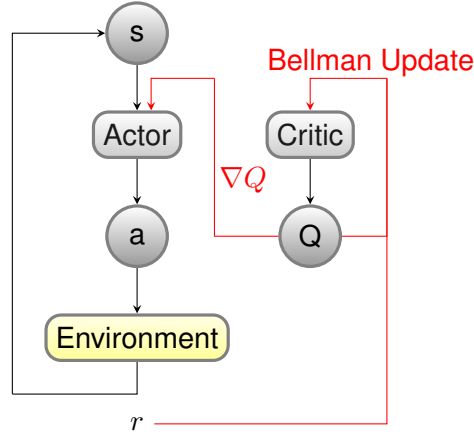 s
Bellman Update
Actor
Critic
∇Q
a
Q
Environment
r